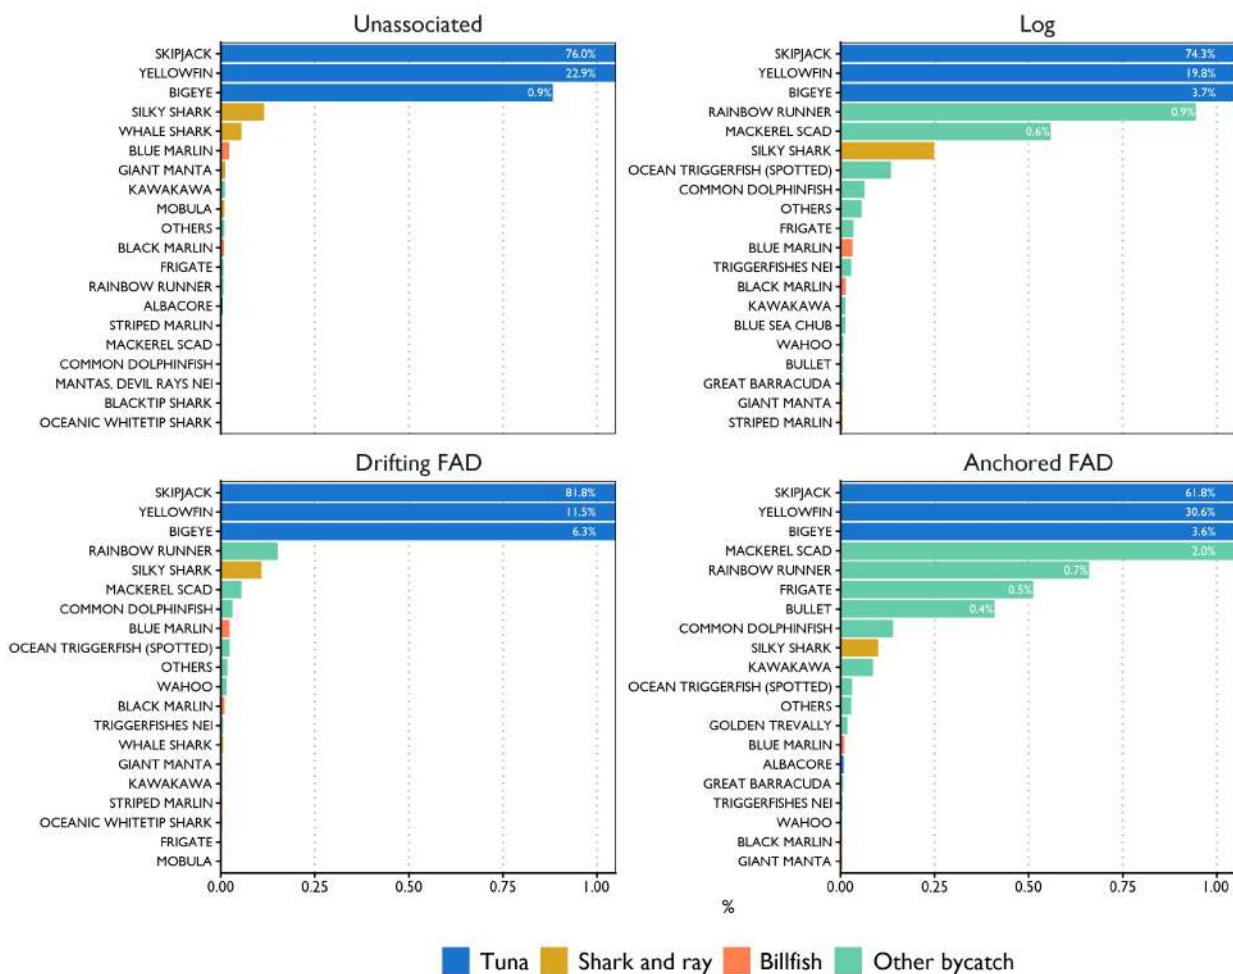 Unassociated
SKIPJACK 76.0%
YELLOWFIN 22.9%
BIGEYE 0.9%
SILKY SHARK
WHALE SHARK
BLUE MARLIN
GIANT MANTA
KAWAKAWA
MOBULA
OTHERS
BLACK MARLIN
FRIGATE
RAINBOW RUNNER
ALBACORE
STRIPED MARLIN
MACKEREL SCAD
COMMON DOLPHINFISH
MANTAS, DEVIL RAYS NEI
BLACKTIP SHARK
OCEANIC WHITETIP SHARK
Log
SKIPJACK 74.3%
YELLOWFIN 19.8%
BIGEYE 3.7%
RAINBOW RUNNER 0.9%
MACKEREL SCAD 0.6%
SILKY SHARK
OCEAN TRIGGERFISH (SPOTTED)
COMMON DOLPHINFISH
OTHERS
FRIGATE
BLUE MARLIN
TRIGGERFISHES NEI
BLACK MARLIN
KAWAKAWA
BLUE SEA CHUB
WAHOO
BULLET
GREAT BARRACUDA
GIANT MANTA
STRIPED MARLIN
Drifting FAD
SKIPJACK 81.8%
YELLOWFIN 11.5%
BIGEYE 6.3%
RAINBOW RUNNER
SILKY SHARK
MACKEREL SCAD
COMMON DOLPHINFISH
BLUE MARLIN
OCEAN TRIGGERFISH (SPOTTED)
OTHERS
WAHOO
BLACK MARLIN
TRIGGERFISHES NEI
WHALE SHARK
GIANT MANTA
KAWAKAWA
STRIPED MARLIN
OCEANIC WHITETIP SHARK
FRIGATE
MOBULA
0.00 0.25 0.50 0.75 1.00
Anchored FAD
SKIPJACK 61.8%
YELLOWFIN 30.6%
BIGEYE 3.6%
MACKEREL SCAD 2.0%
RAINBOW RUNNER 0.7%
FRIGATE 0.5%
BULLET 0.4%
COMMON DOLPHINFISH
SILKY SHARK
KAWAKAWA
OCEAN TRIGGERFISH (SPOTTED)
OTHERS
GOLDEN TREVALLY
BLUE MARLIN
ALBACORE
GREAT BARRACUDA
TRIGGERFISHES NEI
WAHOO
BLACK MARLIN
GIANT MANTA
0.00 0.25 0.50 0.75 1.00
%
Tuna Shark and ray Billfish Other bycatch